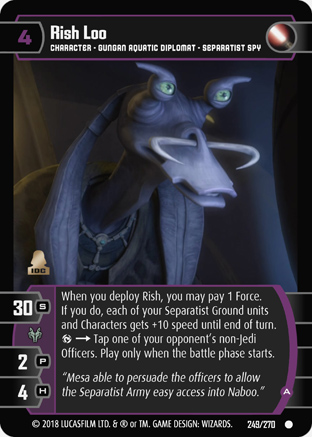 4
Rish Loo
CHARACTER - GUNGAN AQUATIC DIPLOMAT - SEPARATIST SPY
IDC
30 S
2 P
4 H
When you deploy Rish, you may pay 1 Force.
If you do, each of your Separatist Ground units
and Characters gets +10 speed until end of turn.
→ Tap one of your opponent's non-Jedi
Officers. Play only when the battle phase starts.
"Mesa able to persuade the officers to allow
the Separatist Army easy access into Naboo."
A
© 2018 LUCASFILM LTD. & ® or TM. GAME DESIGN: WIZARDS.
249/270